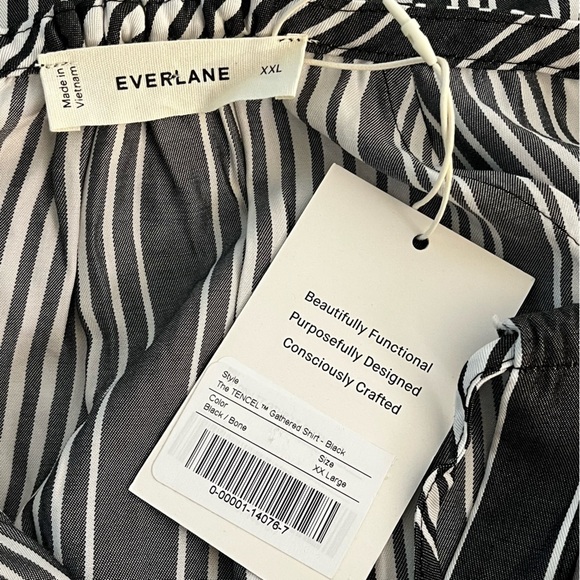 Made in
Vietnam
EVERLANE
XXL
Beautifully Functional
Purposefully Designed
Consciously Crafted
Style
The TENCEL™ Gathered Shirt - Black
Color
Black / Bone
Size
XX Large
0-00001-14076-7